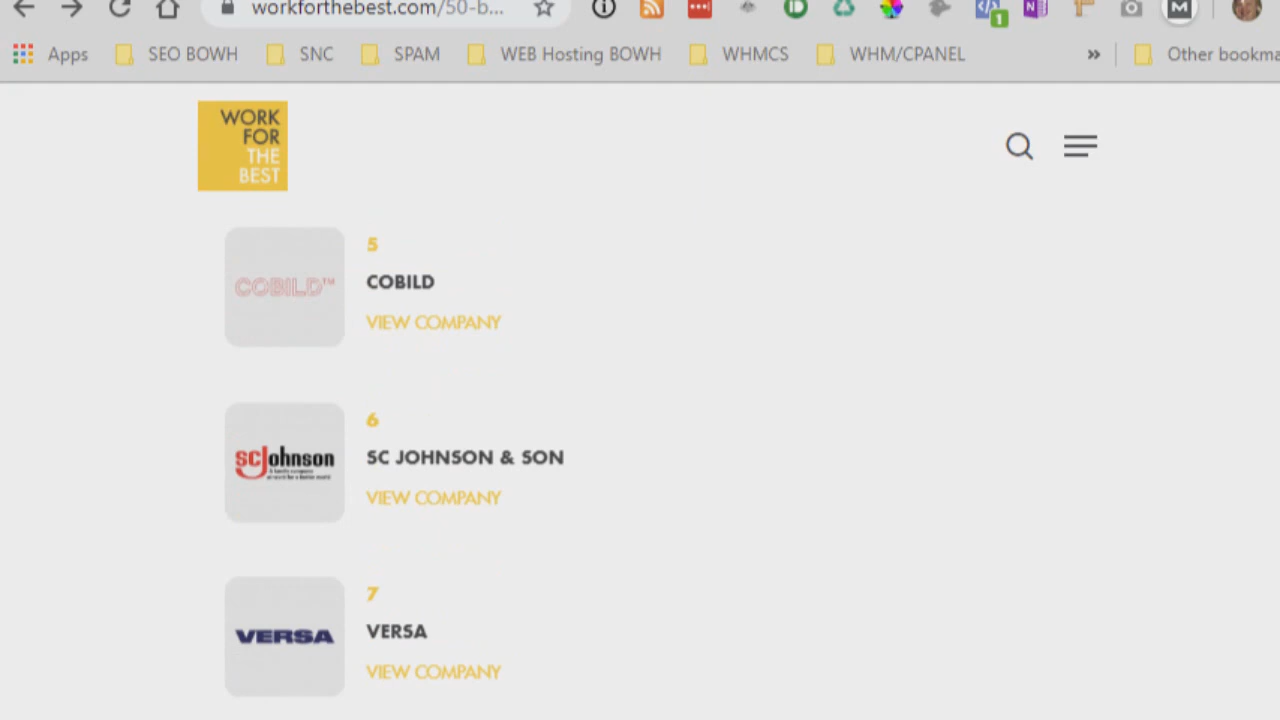 workforthebest.com/50-b...
1
M
Apps SEO BOWH SNC SPAM WEB Hosting BOWH WHMCS WHM/CPANEL » Other bookma
WORK
FOR
THE
BEST
5
COBILD™
COBILD
VIEW COMPANY
6
SCJohnson
SC JOHNSON & SON
VIEW COMPANY
7
VERSA
VERSA
VIEW COMPANY